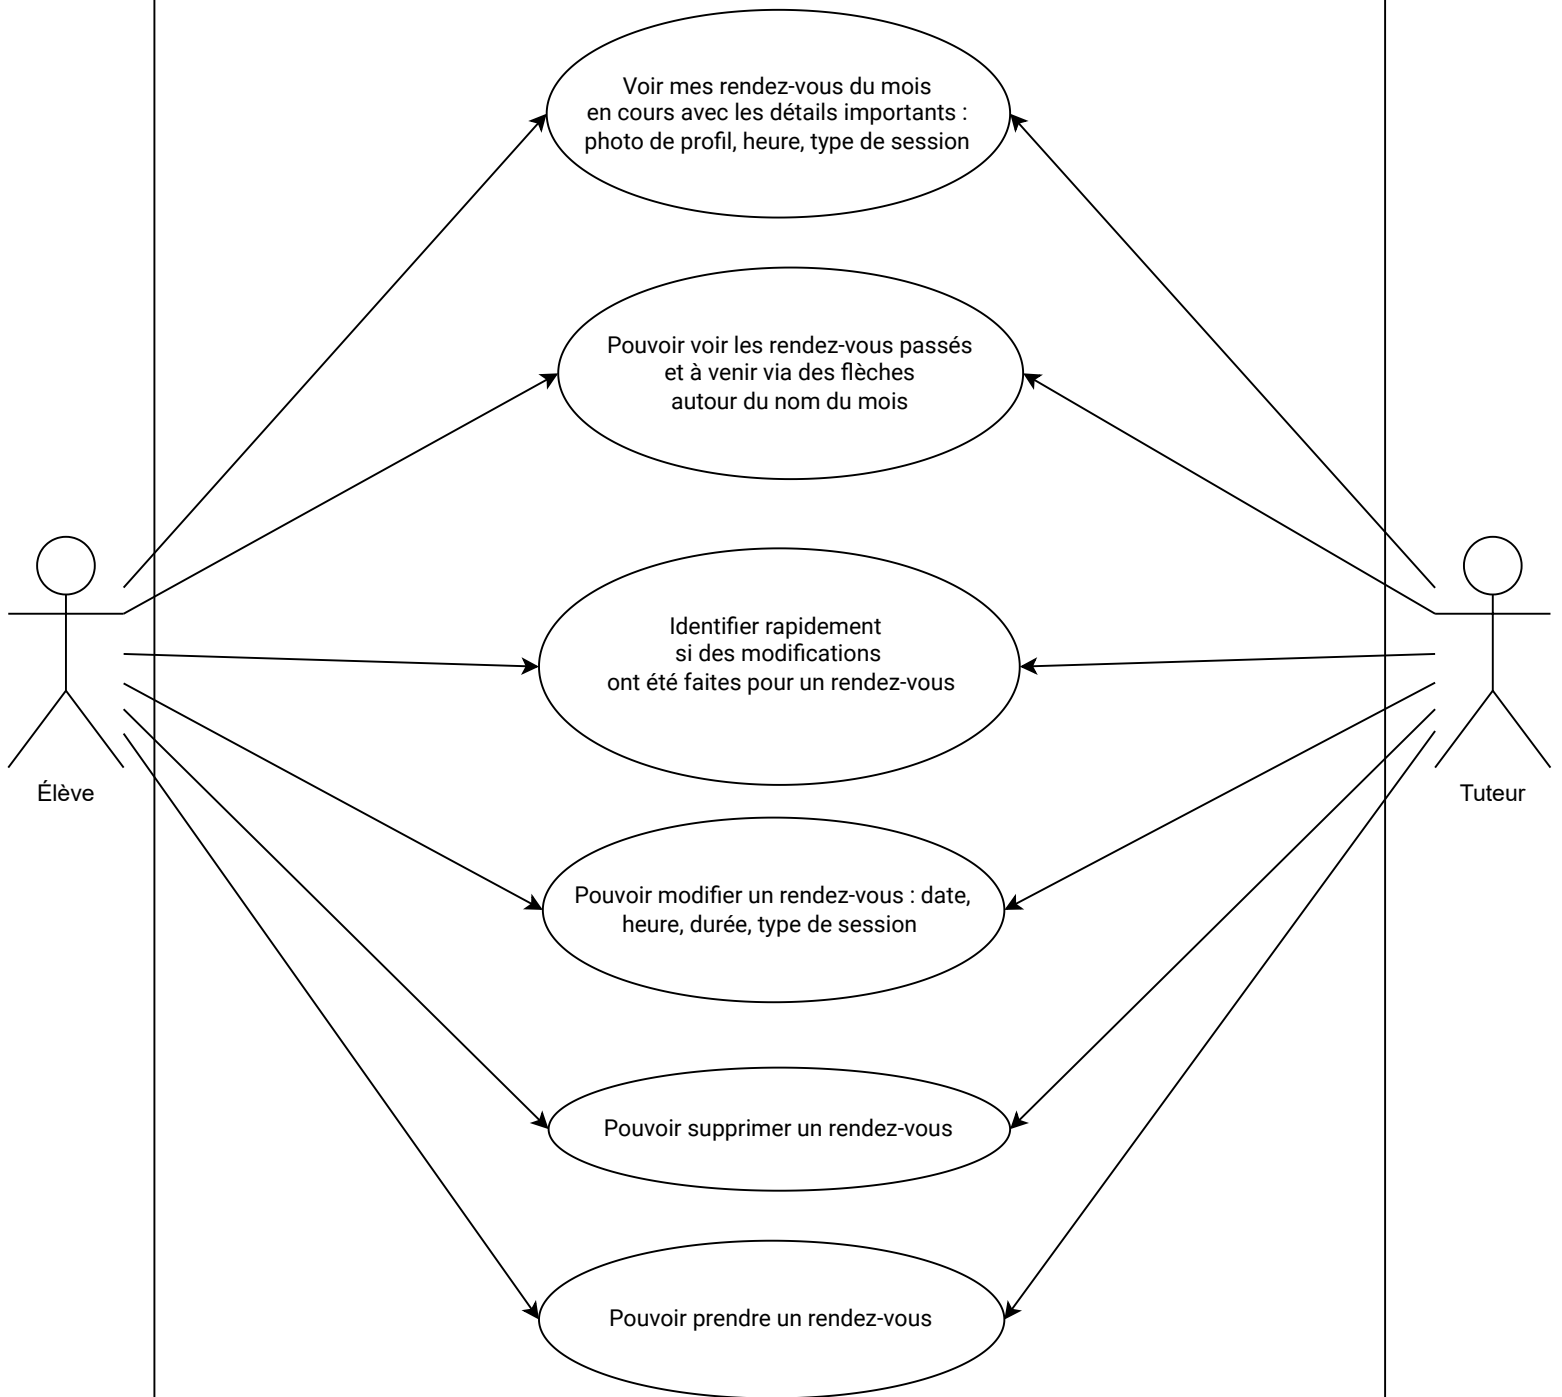 Voir mes rendez-vous du mois
en cours avec les détails importants :
photo de profil, heure, type de session
Pouvoir voir les rendez-vous passés
et à venir via des flèches
autour du nom du mois
Identifier rapidement
si des modifications
ont été faites pour un rendez-vous
Élève
Tuteur
Pouvoir modifier un rendez-vous : date,
heure, durée, type de session
Pouvoir supprimer un rendez-vous
Pouvoir prendre un rendez-vous